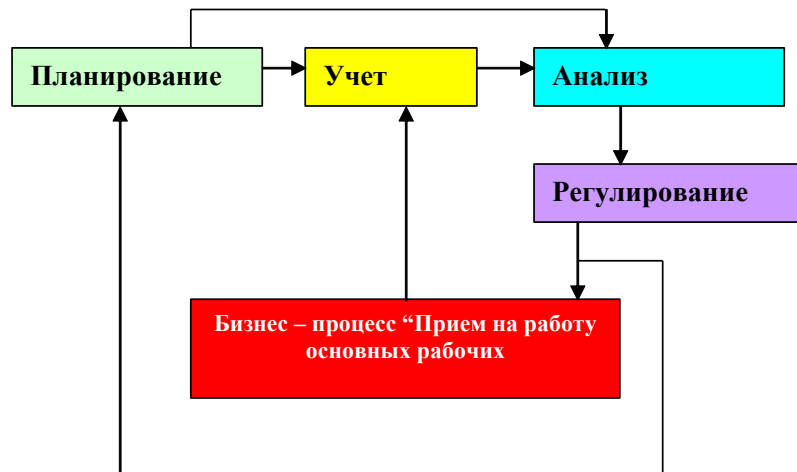 Планирование
Учет
Анализ
Регулирование
Бизнес – процесс “Прием на работу
основных рабочих